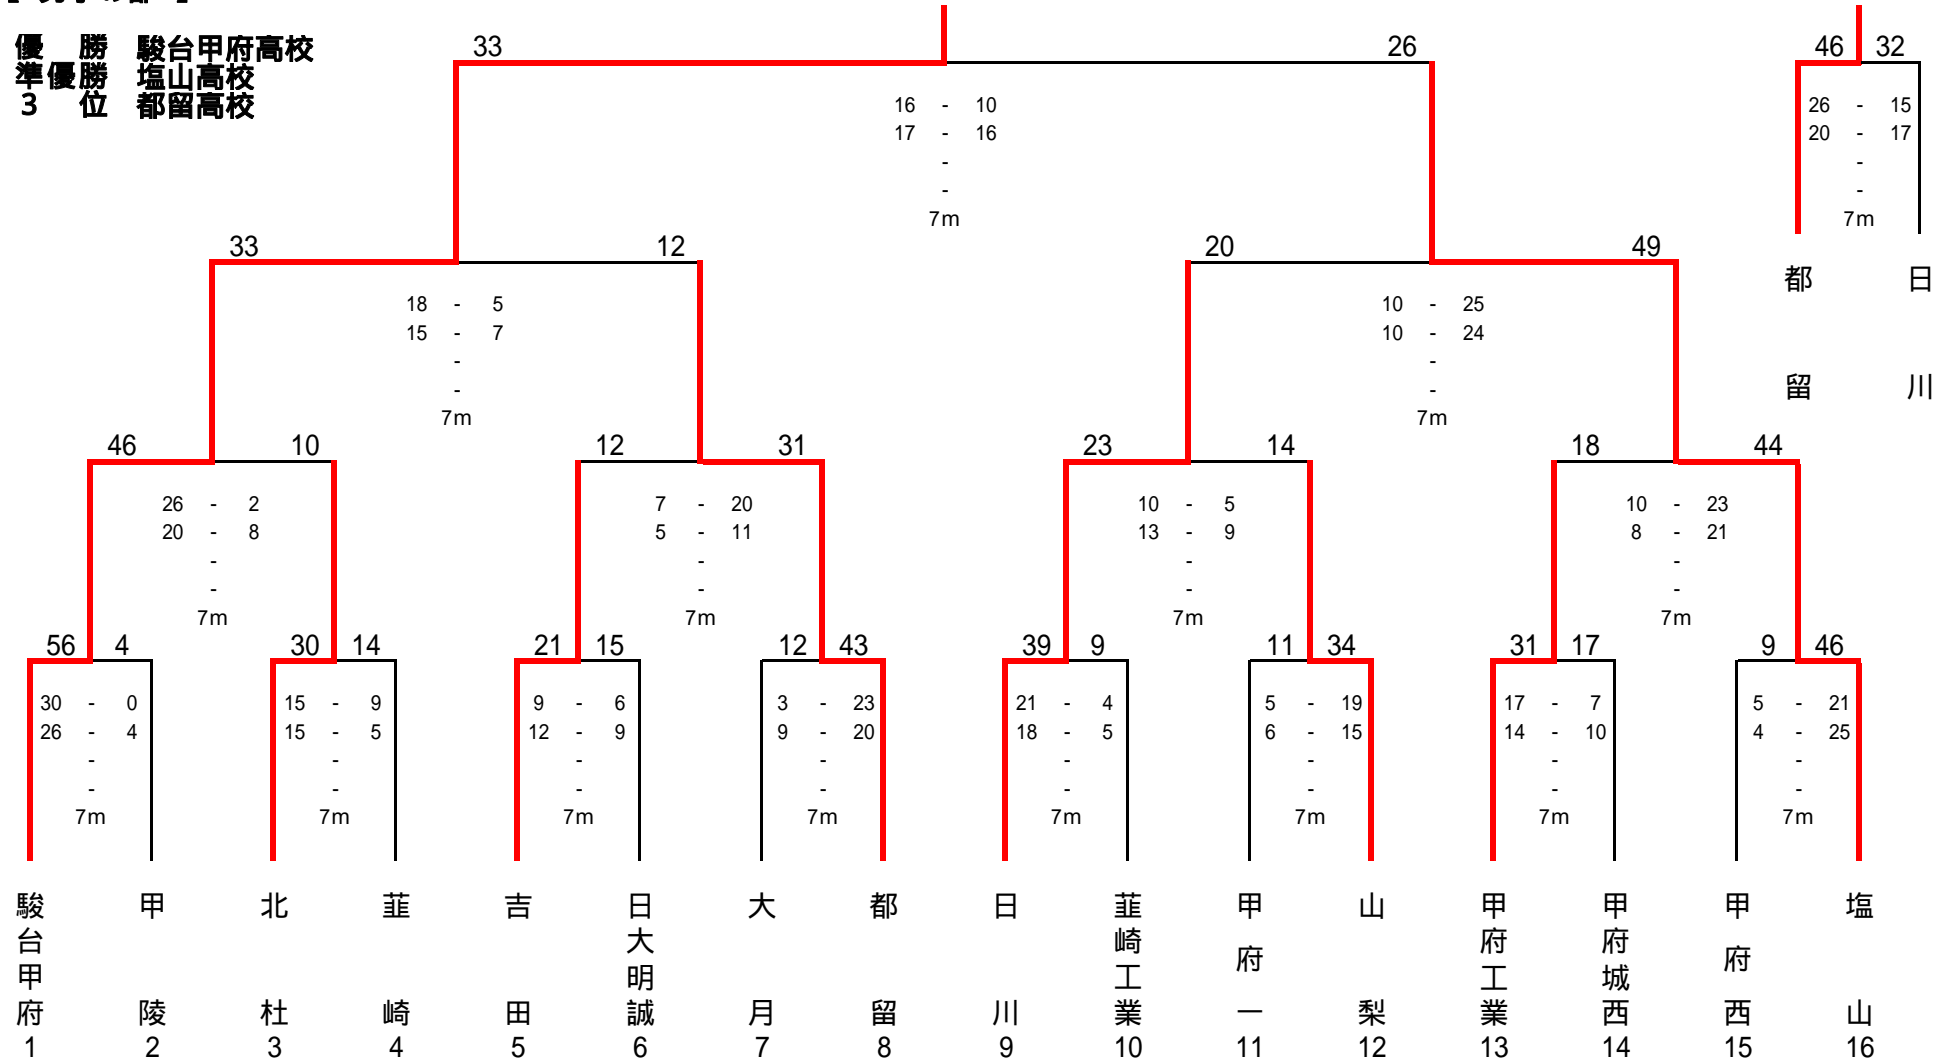 優勝 駿台甲府高校
準優勝 塩山高校
3位 都留高校
33 26
16 - 10
17 - 16
-
-
7m
46 32
26 - 15
20 - 17
-
-
7m
都留 日川
33 12
18 - 5
15 - 7
-
-
7m
20 49
10 - 25
10 - 24
-
-
7m
46 10
26 - 2
20 - 8
-
-
7m
12 31
7 - 20
5 - 11
-
-
7m
23 14
10 - 5
13 - 9
-
-
7m
18 44
10 - 23
8 - 21
-
-
7m
56 4
30 - 0
26 - 4
-
-
7m
30 14
15 - 9
15 - 5
-
-
7m
21 15
9 - 6
12 - 9
-
-
7m
12 43
3 - 23
9 - 20
-
-
7m
39 9
21 - 4
18 - 5
-
-
7m
11 34
5 - 19
6 - 15
-
-
7m
31 17
17 - 7
14 - 10
-
-
7m
9 46
5 - 21
4 - 25
-
-
7m
駿台甲府 1
甲陵 2
北杜 3
韮崎 4
吉田 5
日大明誠 6
大月 7
都留 8
日川 9
韮崎工業 10
甲府一 11
山梨 12
甲府工業 13
甲府城西 14
甲府西 15
塩山 16